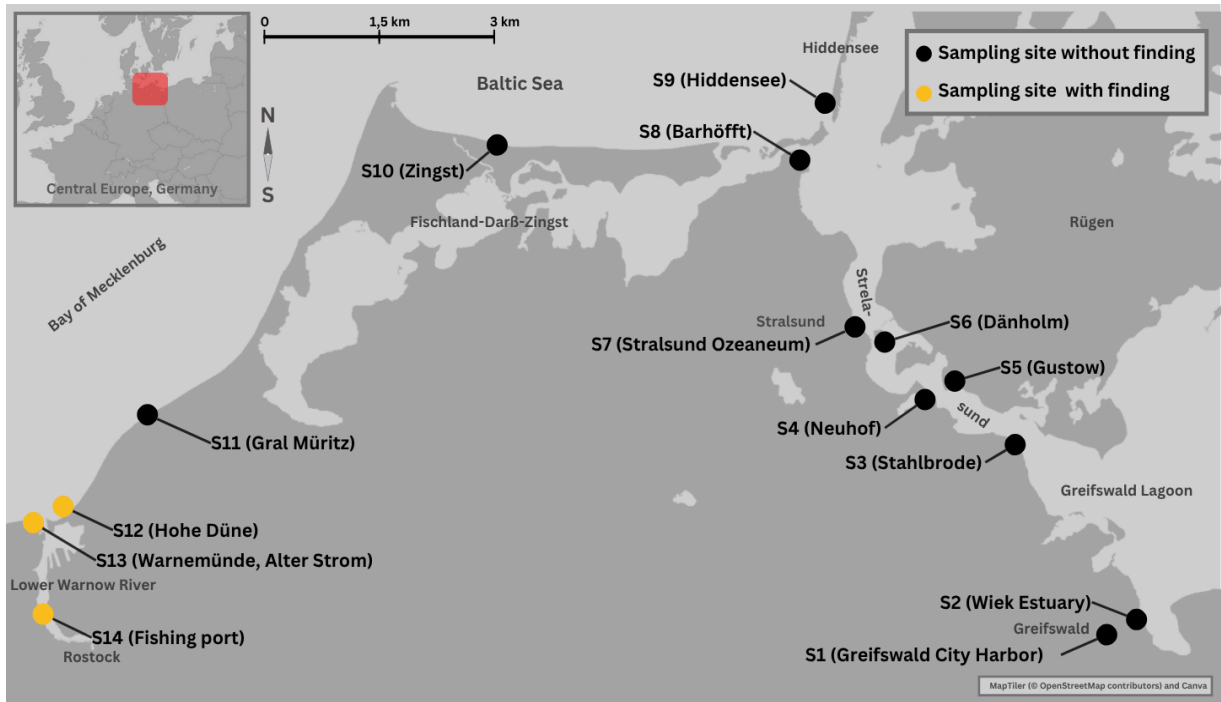 0 1,5 km 3 km
Hiddensee
Sampling site without finding
Sampling site with finding
Baltic Sea
S9 (Hiddensee)
N
S
S8 (Barhöfft)
S10 (Zingst)
Central Europe, Germany
Fischland-Darß-Zingst
Rügen
Bay of Mecklenburg
Strela-
sund
Stralsund
S6 (Dänholm)
S7 (Stralsund Ozeaneum)
S5 (Gustow)
S4 (Neuhof)
S11 (Gral Müritz)
S3 (Stahlbrode)
Greifswald Lagoon
S12 (Hohe Düne)
S13 (Warnemünde, Alter Strom)
Lower Warnow River
S2 (Wiek Estuary)
Greifswald
S14 (Fishing port)
Rostock
S1 (Greifswald City Harbor)
MapTiler (© OpenStreetMap contributors) and Canva